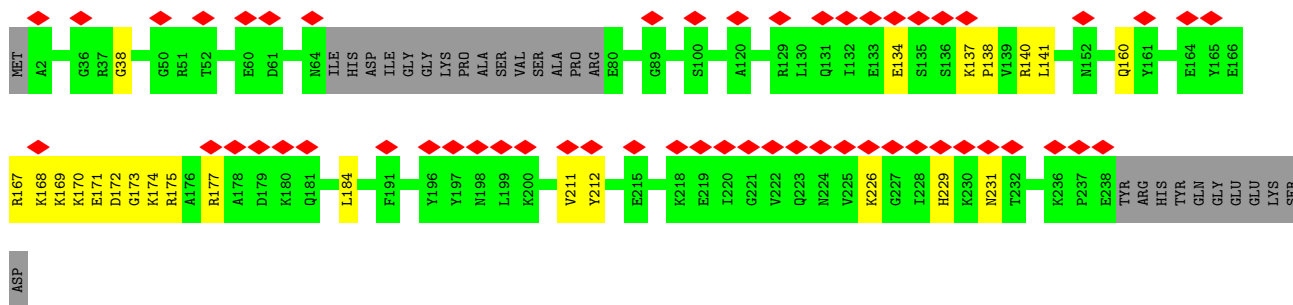 MET A2 G36 R37 G38 G50 R51 T52 E60 D61 N64 ILE HIS ASP ILE GLY GLY LYS PRO ALA SER VAL SER ALA PRO ARG E80 G89 S100 A120 R129 L130 Q131 I132 E133 E134 S135 S136 K137 P138 V139 R140 L141 N152 Q160 Y161 E164 Y165 E166
R167 K168 K169 K170 E171 D172 G173 K174 R175 A176 R177 A178 D179 K180 Q181 L184 F191 Y196 Y197 N198 L199 K200 V211 Y212 E215 K218 E219 I220 G221 V222 Q223 N224 V225 K226 G227 I228 H229 K230 N231 T232 K236 P237 E238 TYR ARG HIS TYR GLN GLY GLU GLU LYS SER
ASP